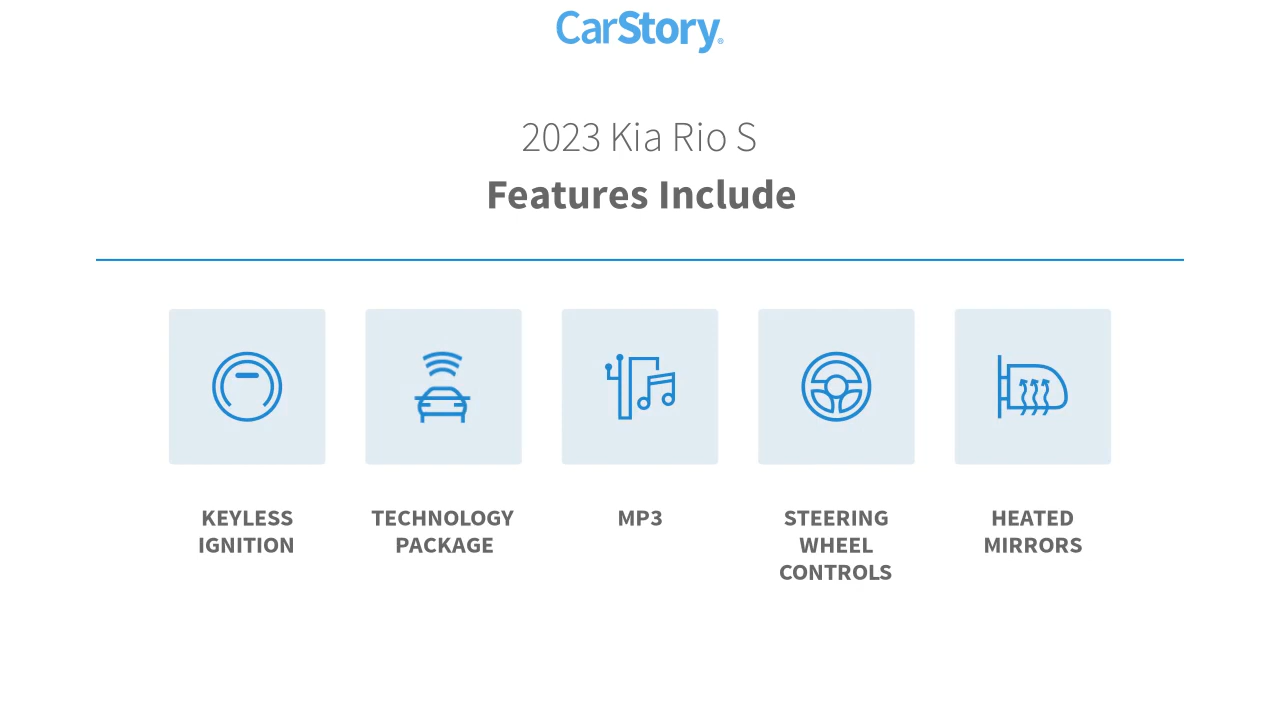 CarStory®
2023 Kia Rio S
Features Include
KEYLESS
IGNITION
TECHNOLOGY
PACKAGE
MP3
STEERING
WHEEL
CONTROLS
HEATED
MIRRORS